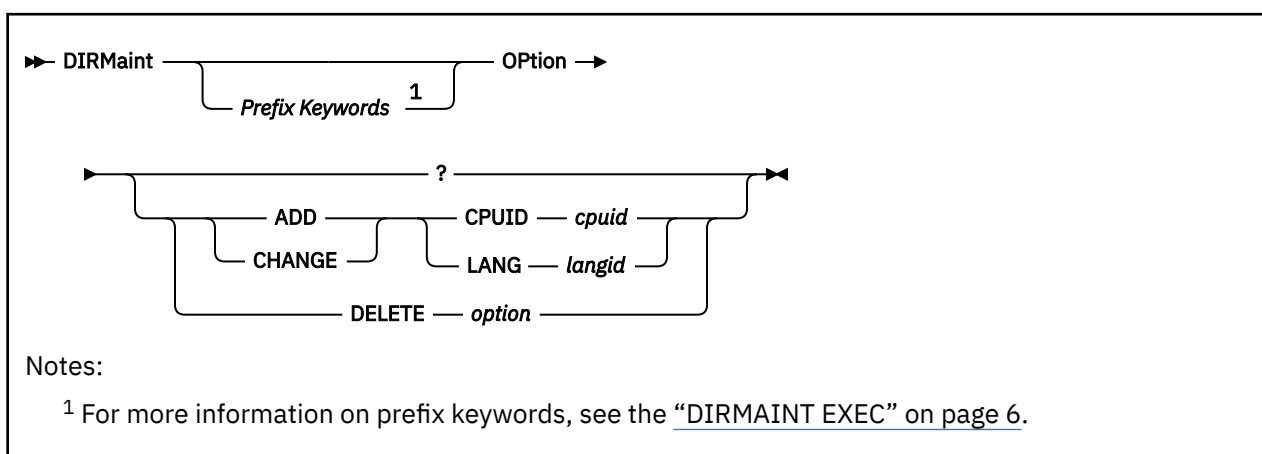 DIRMaint OPtion
Prefix Keywords 1
?
ADD CPUID cpuid
CHANGE LANG langid
DELETE option
Notes:
1 For more information on prefix keywords, see the “DIRMAINT EXEC” on page 6.